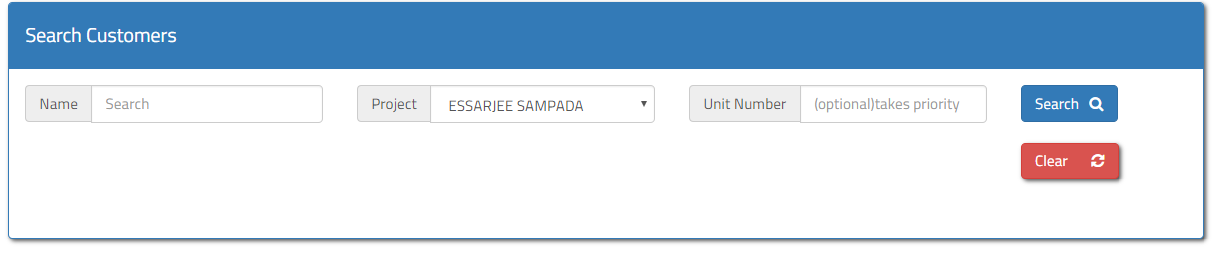 Search Customers
Name Search Project ESSARJEE SAMPADA Unit Number (optional)takes priority Search
Clear